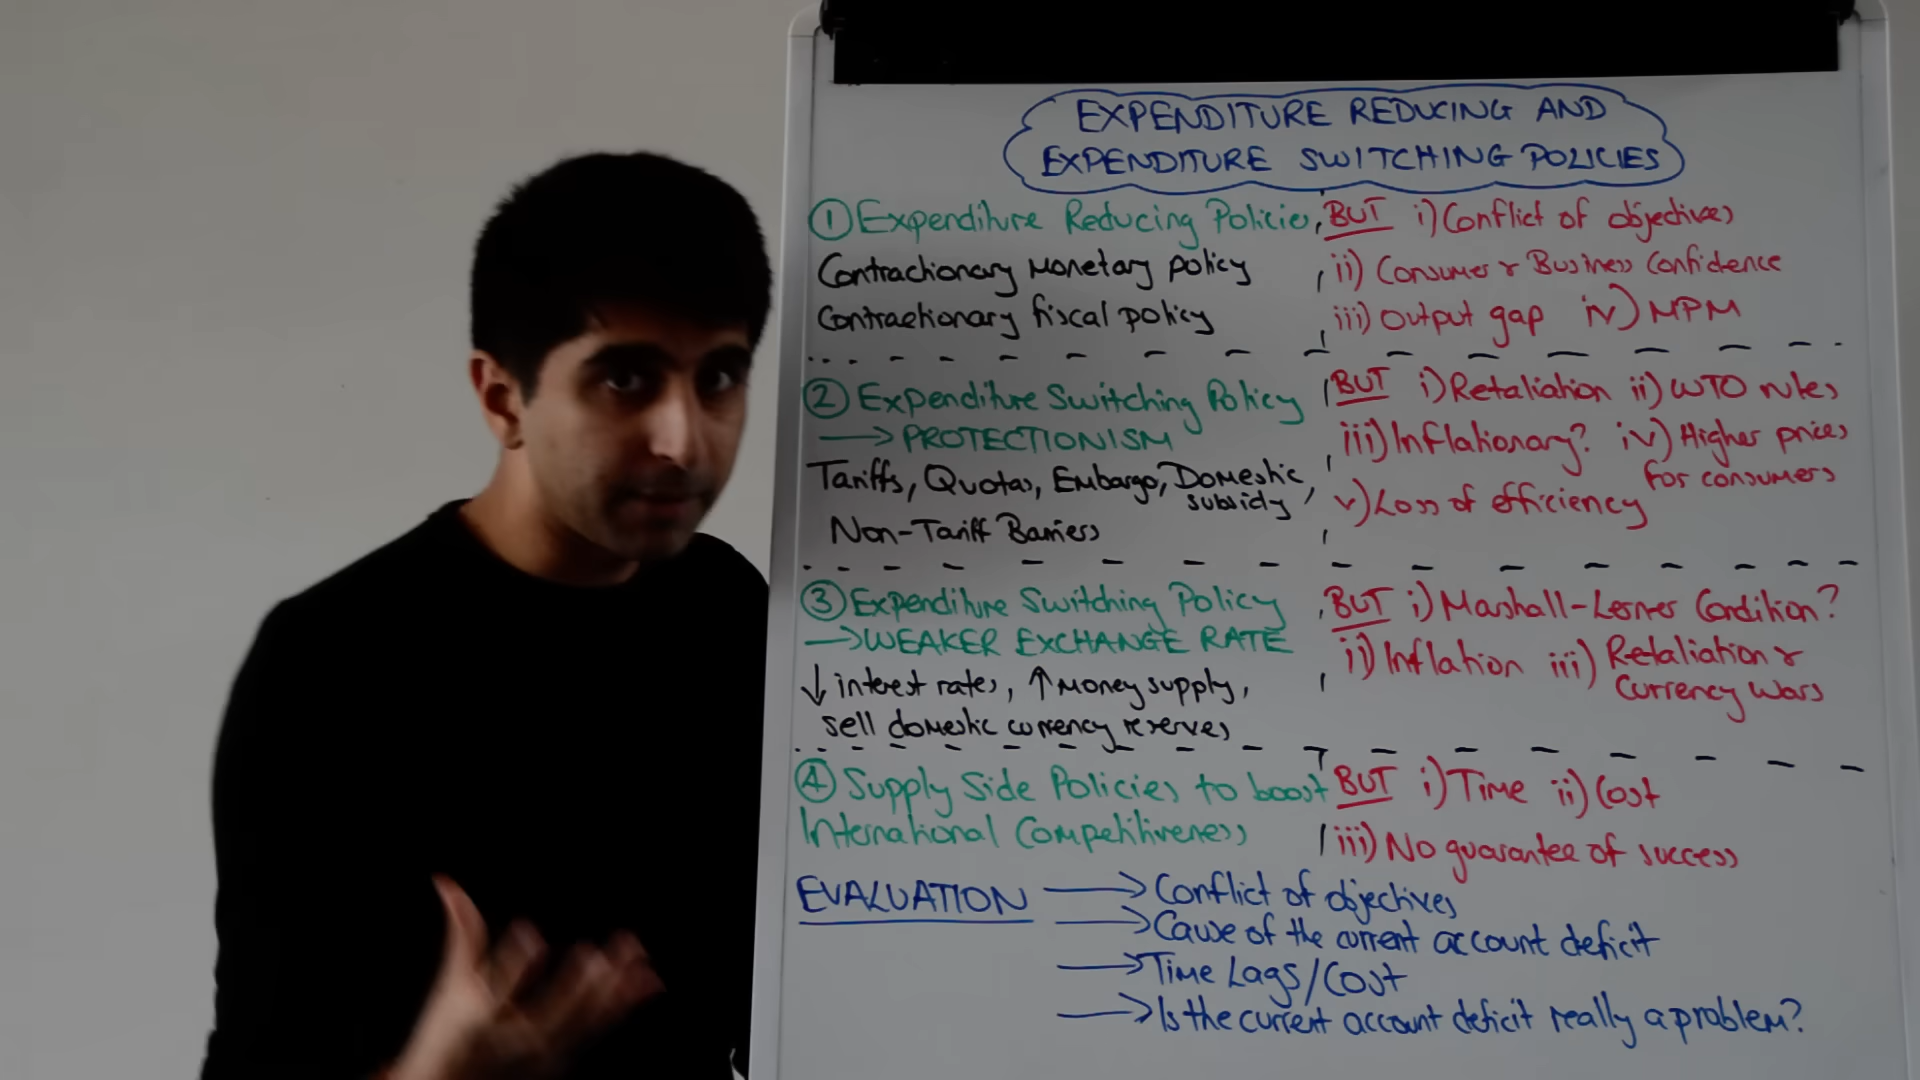 EXPENDITURE REDUCING AND
EXPENDITURE SWITCHING POLICIES
① Expenditure Reducing Policies
Contractionary Monetary policy
Contractionary fiscal policy
BUT i) Conflict of objectives
ii) Consumer & Business Confidence
iii) Output gap iv) MPM
② Expenditure Switching Policy
→ PROTECTIONISM
Tariffs, Quotas, Embargo, Domestic
subsidy
Non-Tariff Barriers
BUT i) Retaliation ii) WTO rules
iii) Inflationary? iv) Higher prices
for consumers
v) Loss of efficiency
③ Expenditure Switching Policy
→ WEAKER EXCHANGE RATE
↓ interest rates, ↑ Money supply,
sell domestic currency reserves
BUT i) Marshall-Lerner Condition?
ii) Inflation iii) Retaliation &
Currency Wars
④ Supply Side Policies to boost
International Competitiveness
BUT i) Time ii) Cost
iii) No guarantee of success
EVALUATION → Conflict of objectives
→ Cause of the current account deficit
→ Time Lags/Cost
→ Is the current account deficit really a problem?